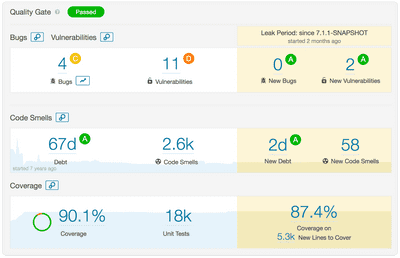 Quality Gate Passed
Leak Period: since 7.1.1-SNAPSHOT
started 2 months ago
Bugs Vulnerabilities
4 C
Bugs
11 D
Vulnerabilities
0 A
New Bugs
2 A
New Vulnerabilities
Code Smells
67d A
Debt
started 7 years ago
2.6k
Code Smells
2d A
New Debt
58
New Code Smells
Coverage
90.1%
Coverage
18k
Unit Tests
87.4%
Coverage on
5.3k New Lines to Cover